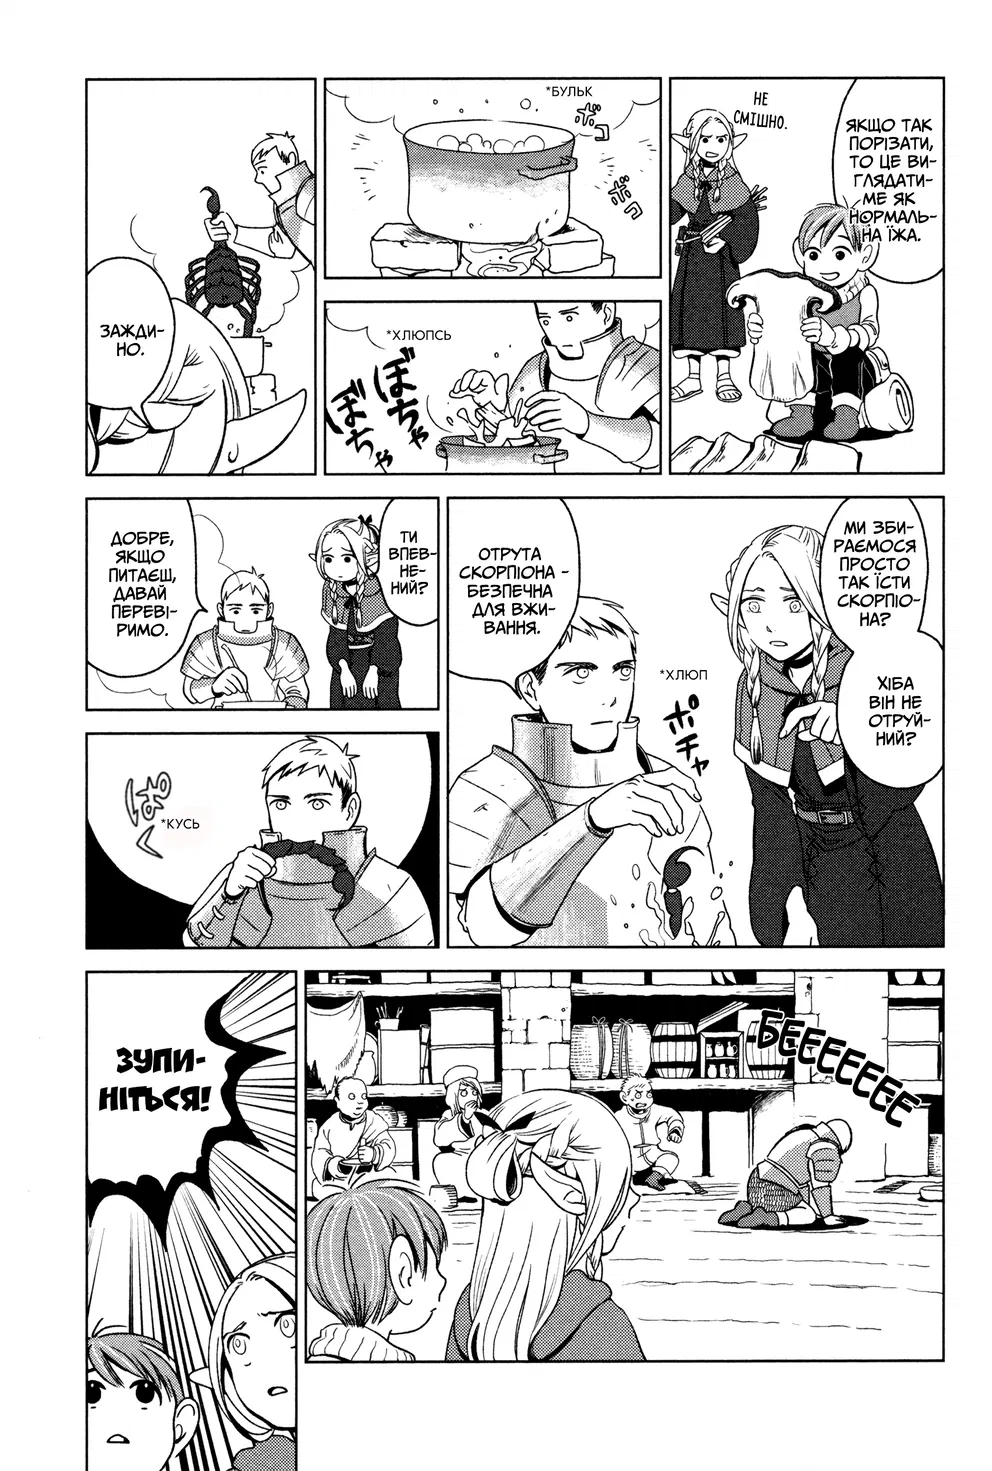 ЯКЩО ТАК
ПОРІЗАТИ,
ТО ЦЕ ВИ-
ГЛЯДАТИ-
МЕ ЯК
НОРМАЛЬ-
НА ЇЖА.
НЕ
СМІШНО.
*БУЛЬК
ボコ
ボコ
*ХЛЮПСЬ
ぼちゃ
ぼちゃ
ЗАЖДИ-
НО.
МИ ЗБИ-
РАЄМОСЯ
ПРОСТО
ТАК ЇСТИ
СКОРПІО-
НА?
ХІБА
ВІН НЕ
ОТРУЙ-
НИЙ?
ОТРУТА
СКОРПІОНА -
БЕЗПЕЧНА
ДЛЯ ВЖИ-
ВАННЯ.
*ХЛЮП
ポチャ
ТИ
ВПЕВ-
НЕ-
НИЙ?
ДОБРЕ,
ЯКЩО
ПИТАЄШ,
ДАВАЙ
ПЕРЕВІ-
РИМО.
ぱく
*КУСЬ
БЕЕЕЕЕЕЕ
ЗУПИ-
НІТЬСЯ!